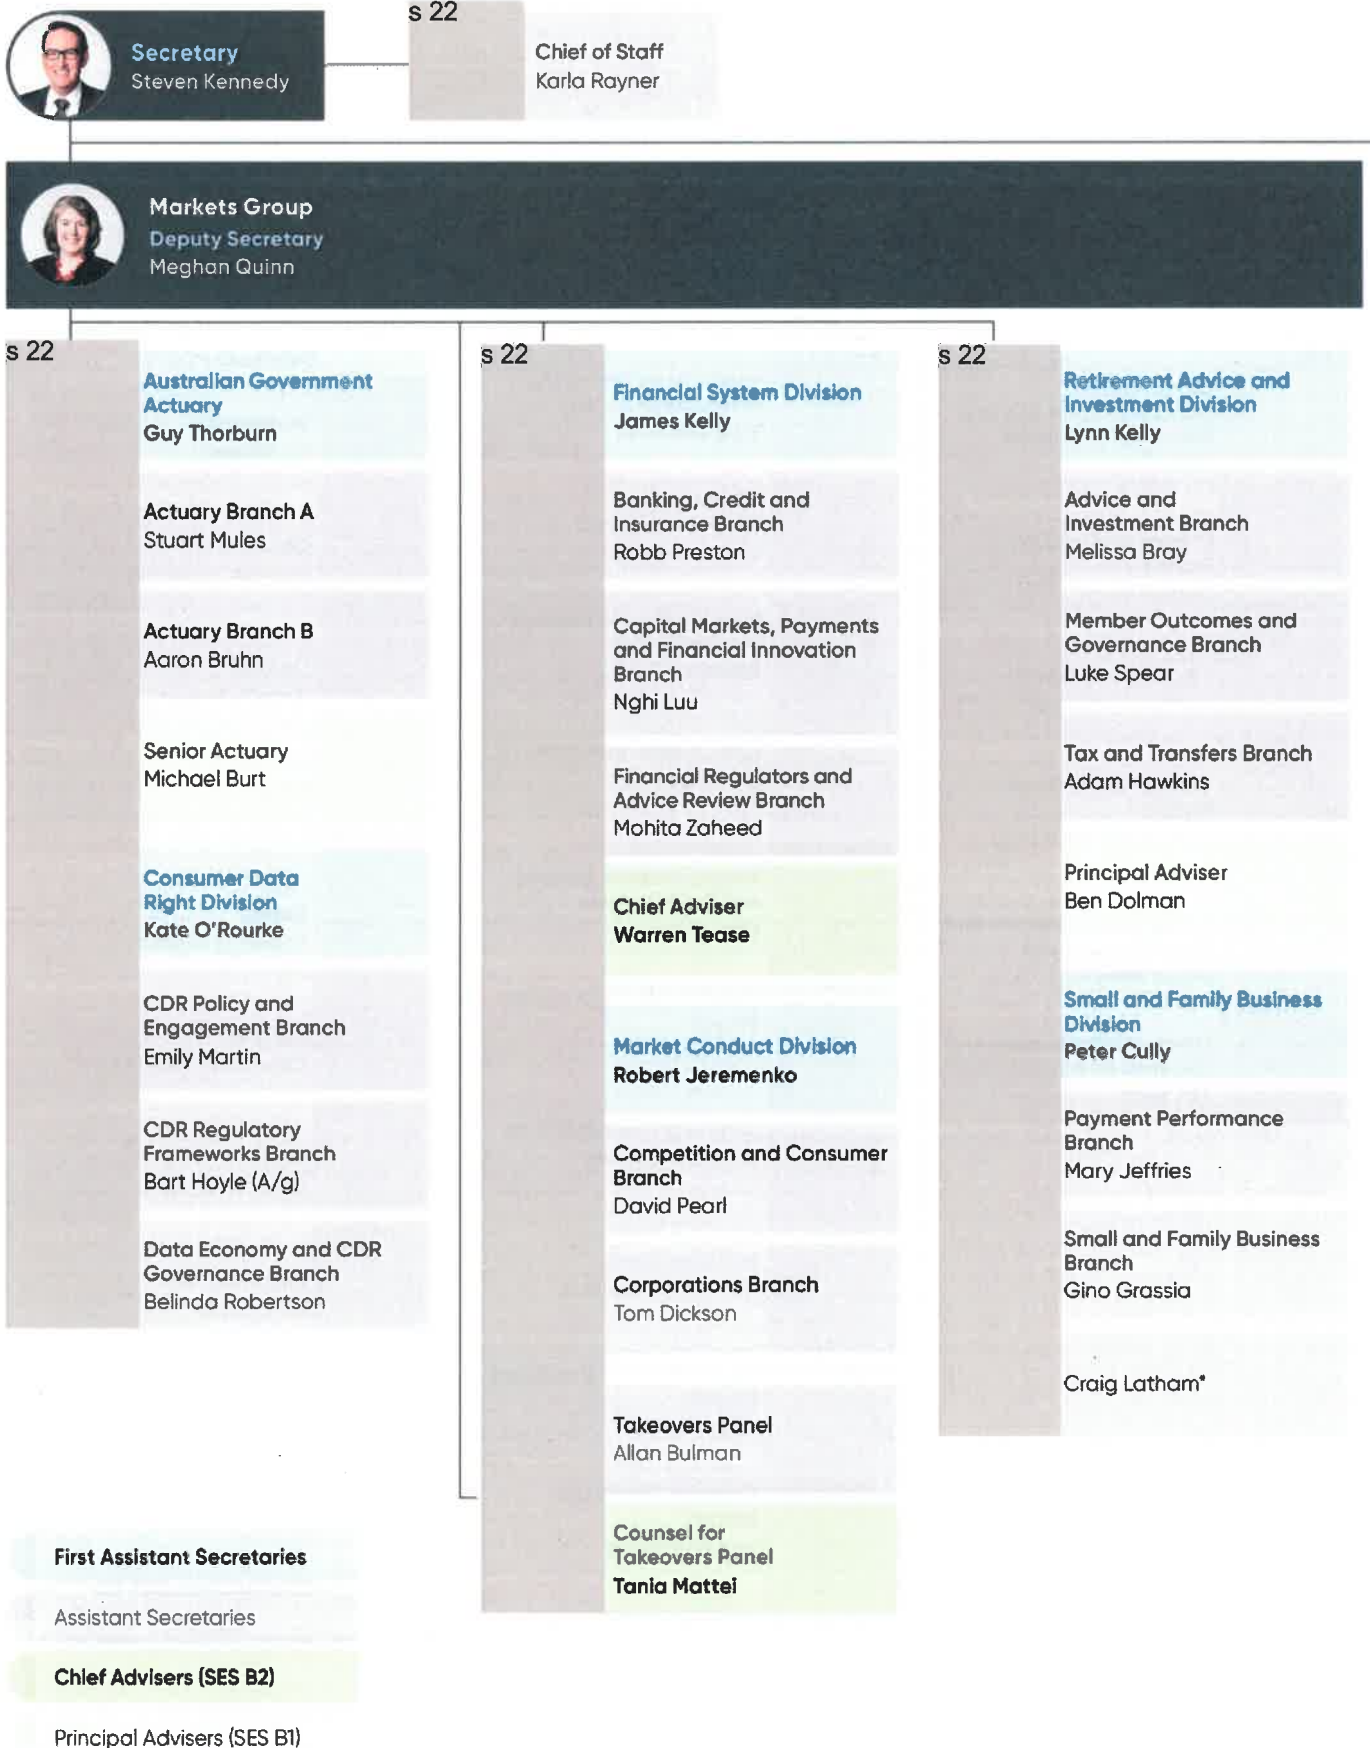 s 22
Secretary
Steven Kennedy
Chief of Staff
Karla Rayner
Markets Group
Deputy Secretary
Meghan Quinn
s 22
Australian Government
Actuary
Guy Thorburn
Actuary Branch A
Stuart Mules
Actuary Branch B
Aaron Bruhn
Senior Actuary
Michael Burt
Consumer Data
Right Division
Kate O'Rourke
CDR Policy and
Engagement Branch
Emily Martin
CDR Regulatory
Frameworks Branch
Bart Hoyle (A/g)
Data Economy and CDR
Governance Branch
Belinda Robertson
s 22
Financial System Division
James Kelly
Banking, Credit and
Insurance Branch
Robb Preston
Capital Markets, Payments
and Financial Innovation
Branch
Nghi Luu
Financial Regulators and
Advice Review Branch
Mohita Zaheed
Chief Adviser
Warren Tease
Market Conduct Division
Robert Jeremenko
Competition and Consumer
Branch
David Pearl
Corporations Branch
Tom Dickson
Takeovers Panel
Allan Bulman
Counsel for
Takeovers Panel
Tania Mattei
s 22
Retirement Advice and
Investment Division
Lynn Kelly
Advice and
Investment Branch
Melissa Bray
Member Outcomes and
Governance Branch
Luke Spear
Tax and Transfers Branch
Adam Hawkins
Principal Adviser
Ben Dolman
Small and Family Business
Division
Peter Cully
Payment Performance
Branch
Mary Jeffries
Small and Family Business
Branch
Gino Grassia
Craig Latham*
First Assistant Secretaries
Assistant Secretaries
Chief Advisers (SES B2)
Principal Advisers (SES B1)